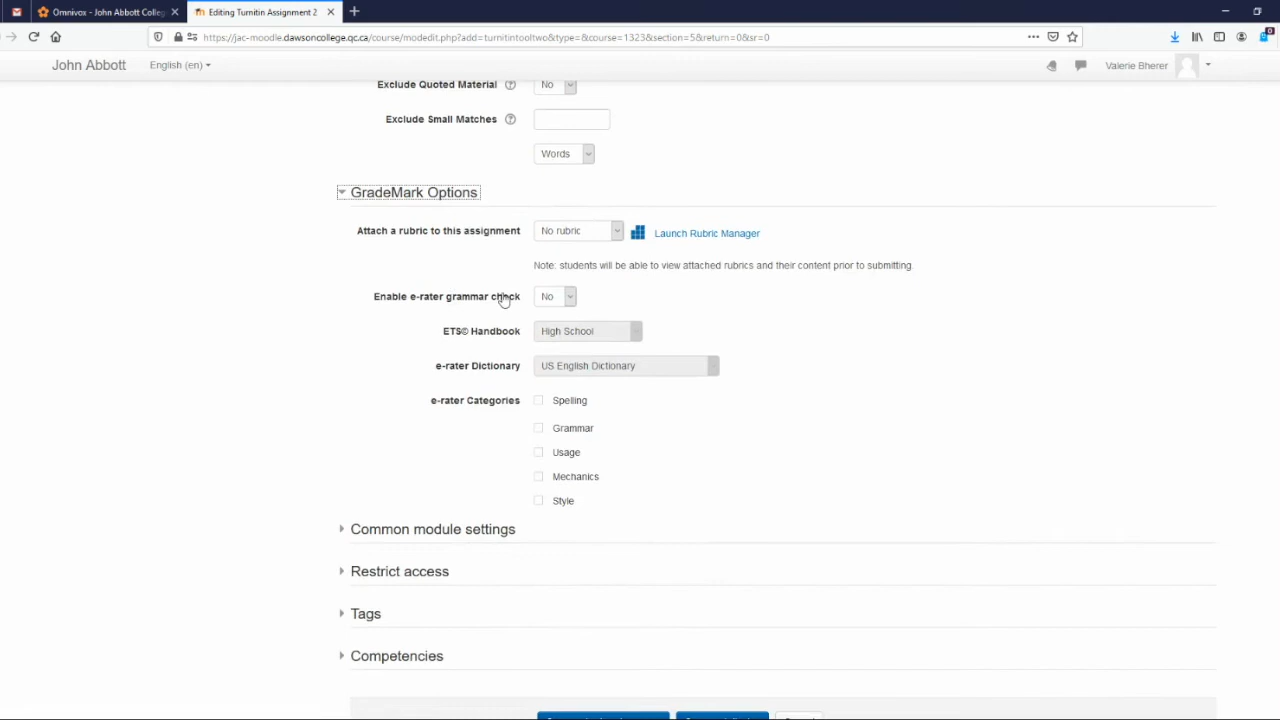 Omnivox - John Abbott Colleg
Editing Turnitin Assignment 2
https://jac-moodle.dawsoncollege.qc.ca/course/modedit.php?add=turnitintooltwo&type=&course=1323&section=5&return=0&sr=0
John Abbott
English (en)
Valerie Bherer
Exclude Quoted Material
No
Exclude Small Matches
Words
GradeMark Options
Attach a rubric to this assignment
No rubric
Launch Rubric Manager
Note: students will be able to view attached rubrics and their content prior to submitting.
Enable e-rater grammar check
No
ETS© Handbook
High School
e-rater Dictionary
US English Dictionary
e-rater Categories
Spelling
Grammar
Usage
Mechanics
Style
Common module settings
Restrict access
Tags
Competencies